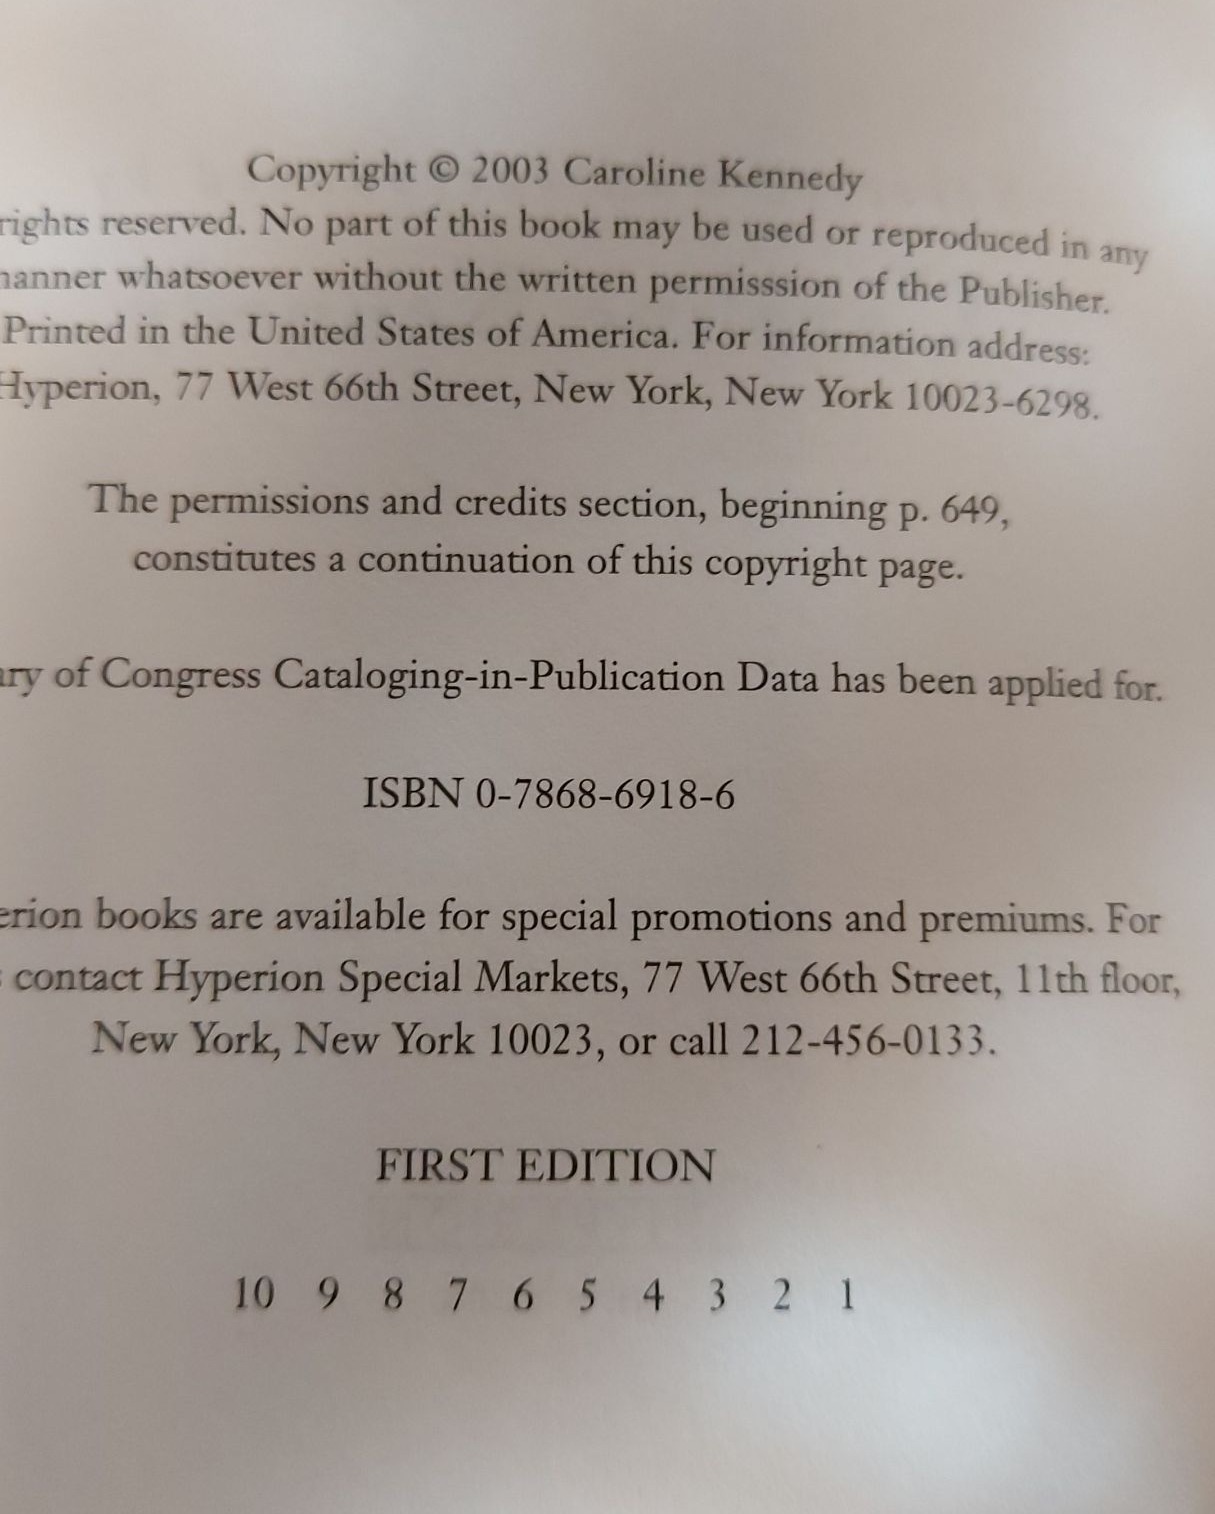 Copyright © 2003 Caroline Kennedy
rights reserved. No part of this book may be used or reproduced in any
manner whatsoever without the written permisssion of the Publisher.
Printed in the United States of America. For information address:
Hyperion, 77 West 66th Street, New York, New York 10023-6298.
The permissions and credits section, beginning p. 649,
constitutes a continuation of this copyright page.
ary of Congress Cataloging-in-Publication Data has been applied for.
ISBN 0-7868-6918-6
erion books are available for special promotions and premiums. For
contact Hyperion Special Markets, 77 West 66th Street, 11th floor,
New York, New York 10023, or call 212-456-0133.
FIRST EDITION
10 9 8 7 6 5 4 3 2 1